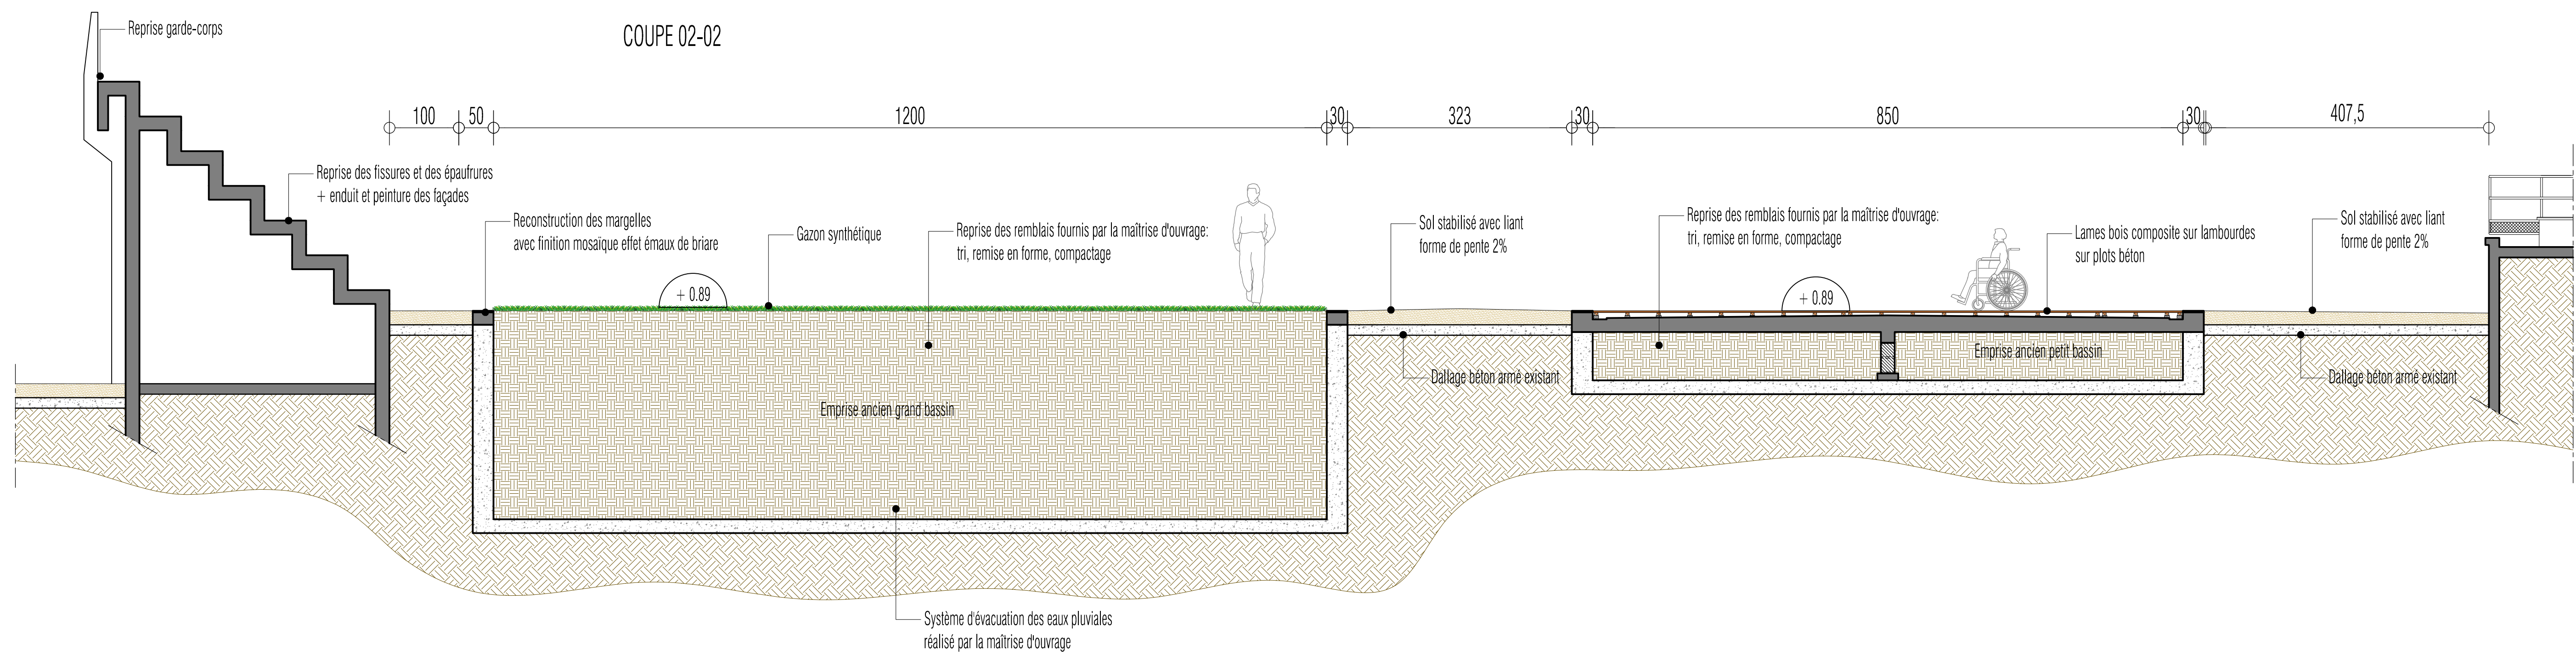 Reprise garde-corps
COUPE 02-02
100
50
1200
30
323
30
850
30
407,5
Reprise des fissures et des épaufrures
+ enduit et peinture des façades
Reconstruction des margelles
avec finition mosaïque effet émaux de briare
Gazon synthétique
Reprise des remblais fournis par la maîtrise d'ouvrage:
tri, remise en forme, compactage
Sol stabilisé avec liant
forme de pente 2%
Reprise des remblais fournis par la maîtrise d'ouvrage:
tri, remise en forme, compactage
Lames bois composite sur lambourdes
sur plots béton
Sol stabilisé avec liant
forme de pente 2%
+ 0.89
+ 0.89
Emprise ancien petit bassin
Dallage béton armé existant
Dallage béton armé existant
Emprise ancien grand bassin
Système d'évacuation des eaux pluviales
réalisé par la maîtrise d'ouvrage